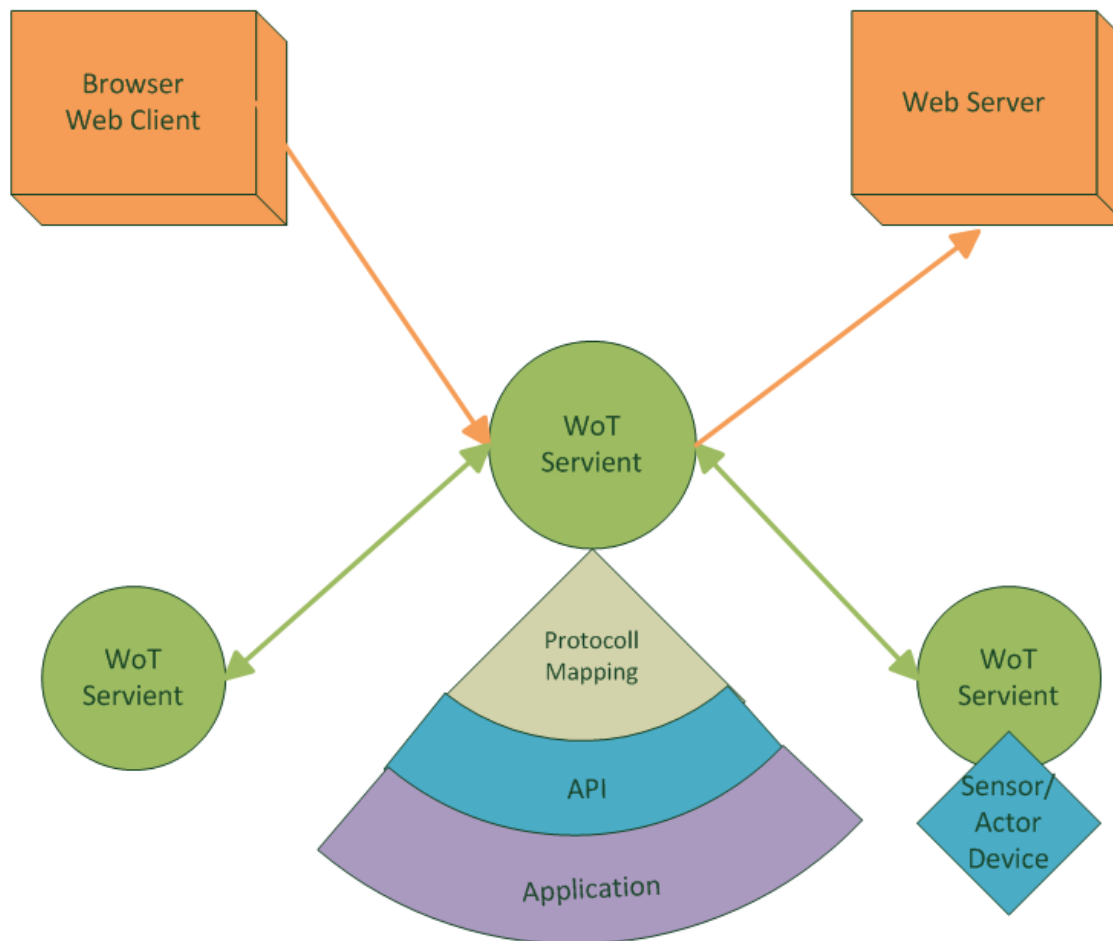 Browser
Web Client
Web Server
WoT
Servient
WoT
Servient
Protocoll
Mapping
WoT
Servient
API
Sensor/
Actor
Device
Application